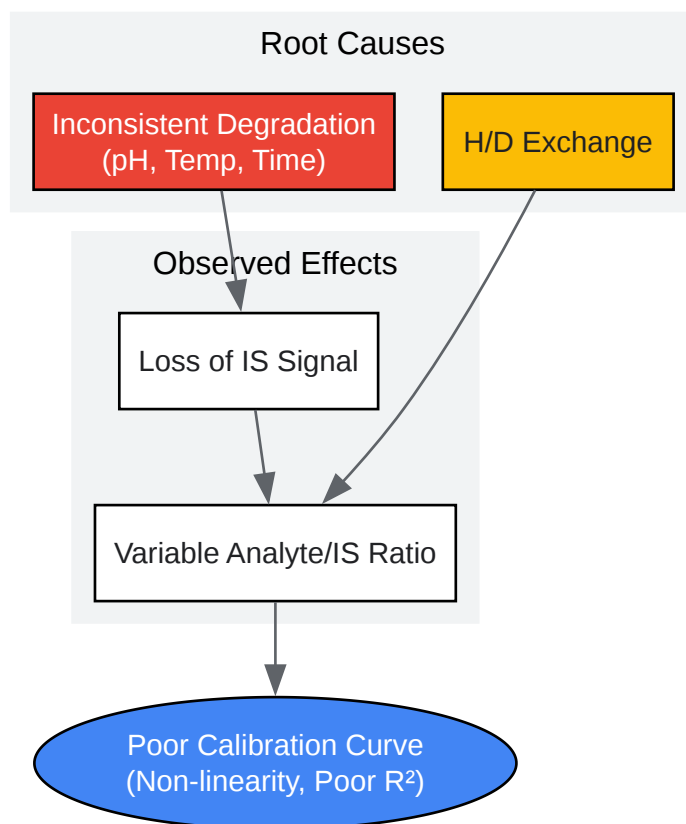 Root Causes
Inconsistent Degradation
(pH, Temp, Time)
H/D Exchange
Observed Effects
Loss of IS Signal
Variable Analyte/IS Ratio
Poor Calibration Curve
(Non-linearity, Poor R²)